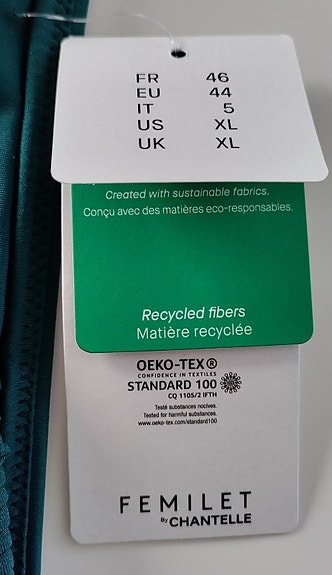 FR 46
EU 44
IT 5
US XL
UK XL
Created with sustainable fabrics.
Conçu avec des matières eco-responsables.
Recycled fibers
Matière recyclée
OEKO-TEX®
CONFIDENCE IN TEXTILES
STANDARD 100
CQ 1105/2 IFTH
Testé substances nocives.
Tested for harmful substances.
www.oeko-tex.com/standard100
FEMILET
By CHANTELLE